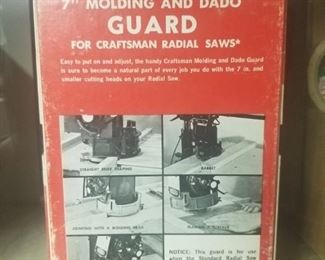 7" MOLDING AND DADO
GUARD
FOR CRAFTSMAN RADIAL SAWS*
Easy to put on and adjust, the handy Craftsman Molding and Dado Guard
is sure to become a natural part of every job you do with the 7 in. and
smaller cutting heads on your Radial Saw.
STRAIGHT EDGE SHAPING
RABBET
JOINTING WITH A MOLDING HEAD
PLANING A SURFACE
NOTICE: This guard is for use
when the Standard Radial Saw